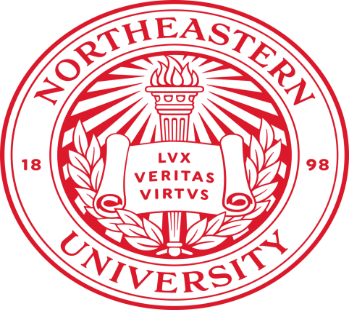 NORTHEASTERN
18
98
LVX
VERITAS
VIRTVS
UNIVERSITY